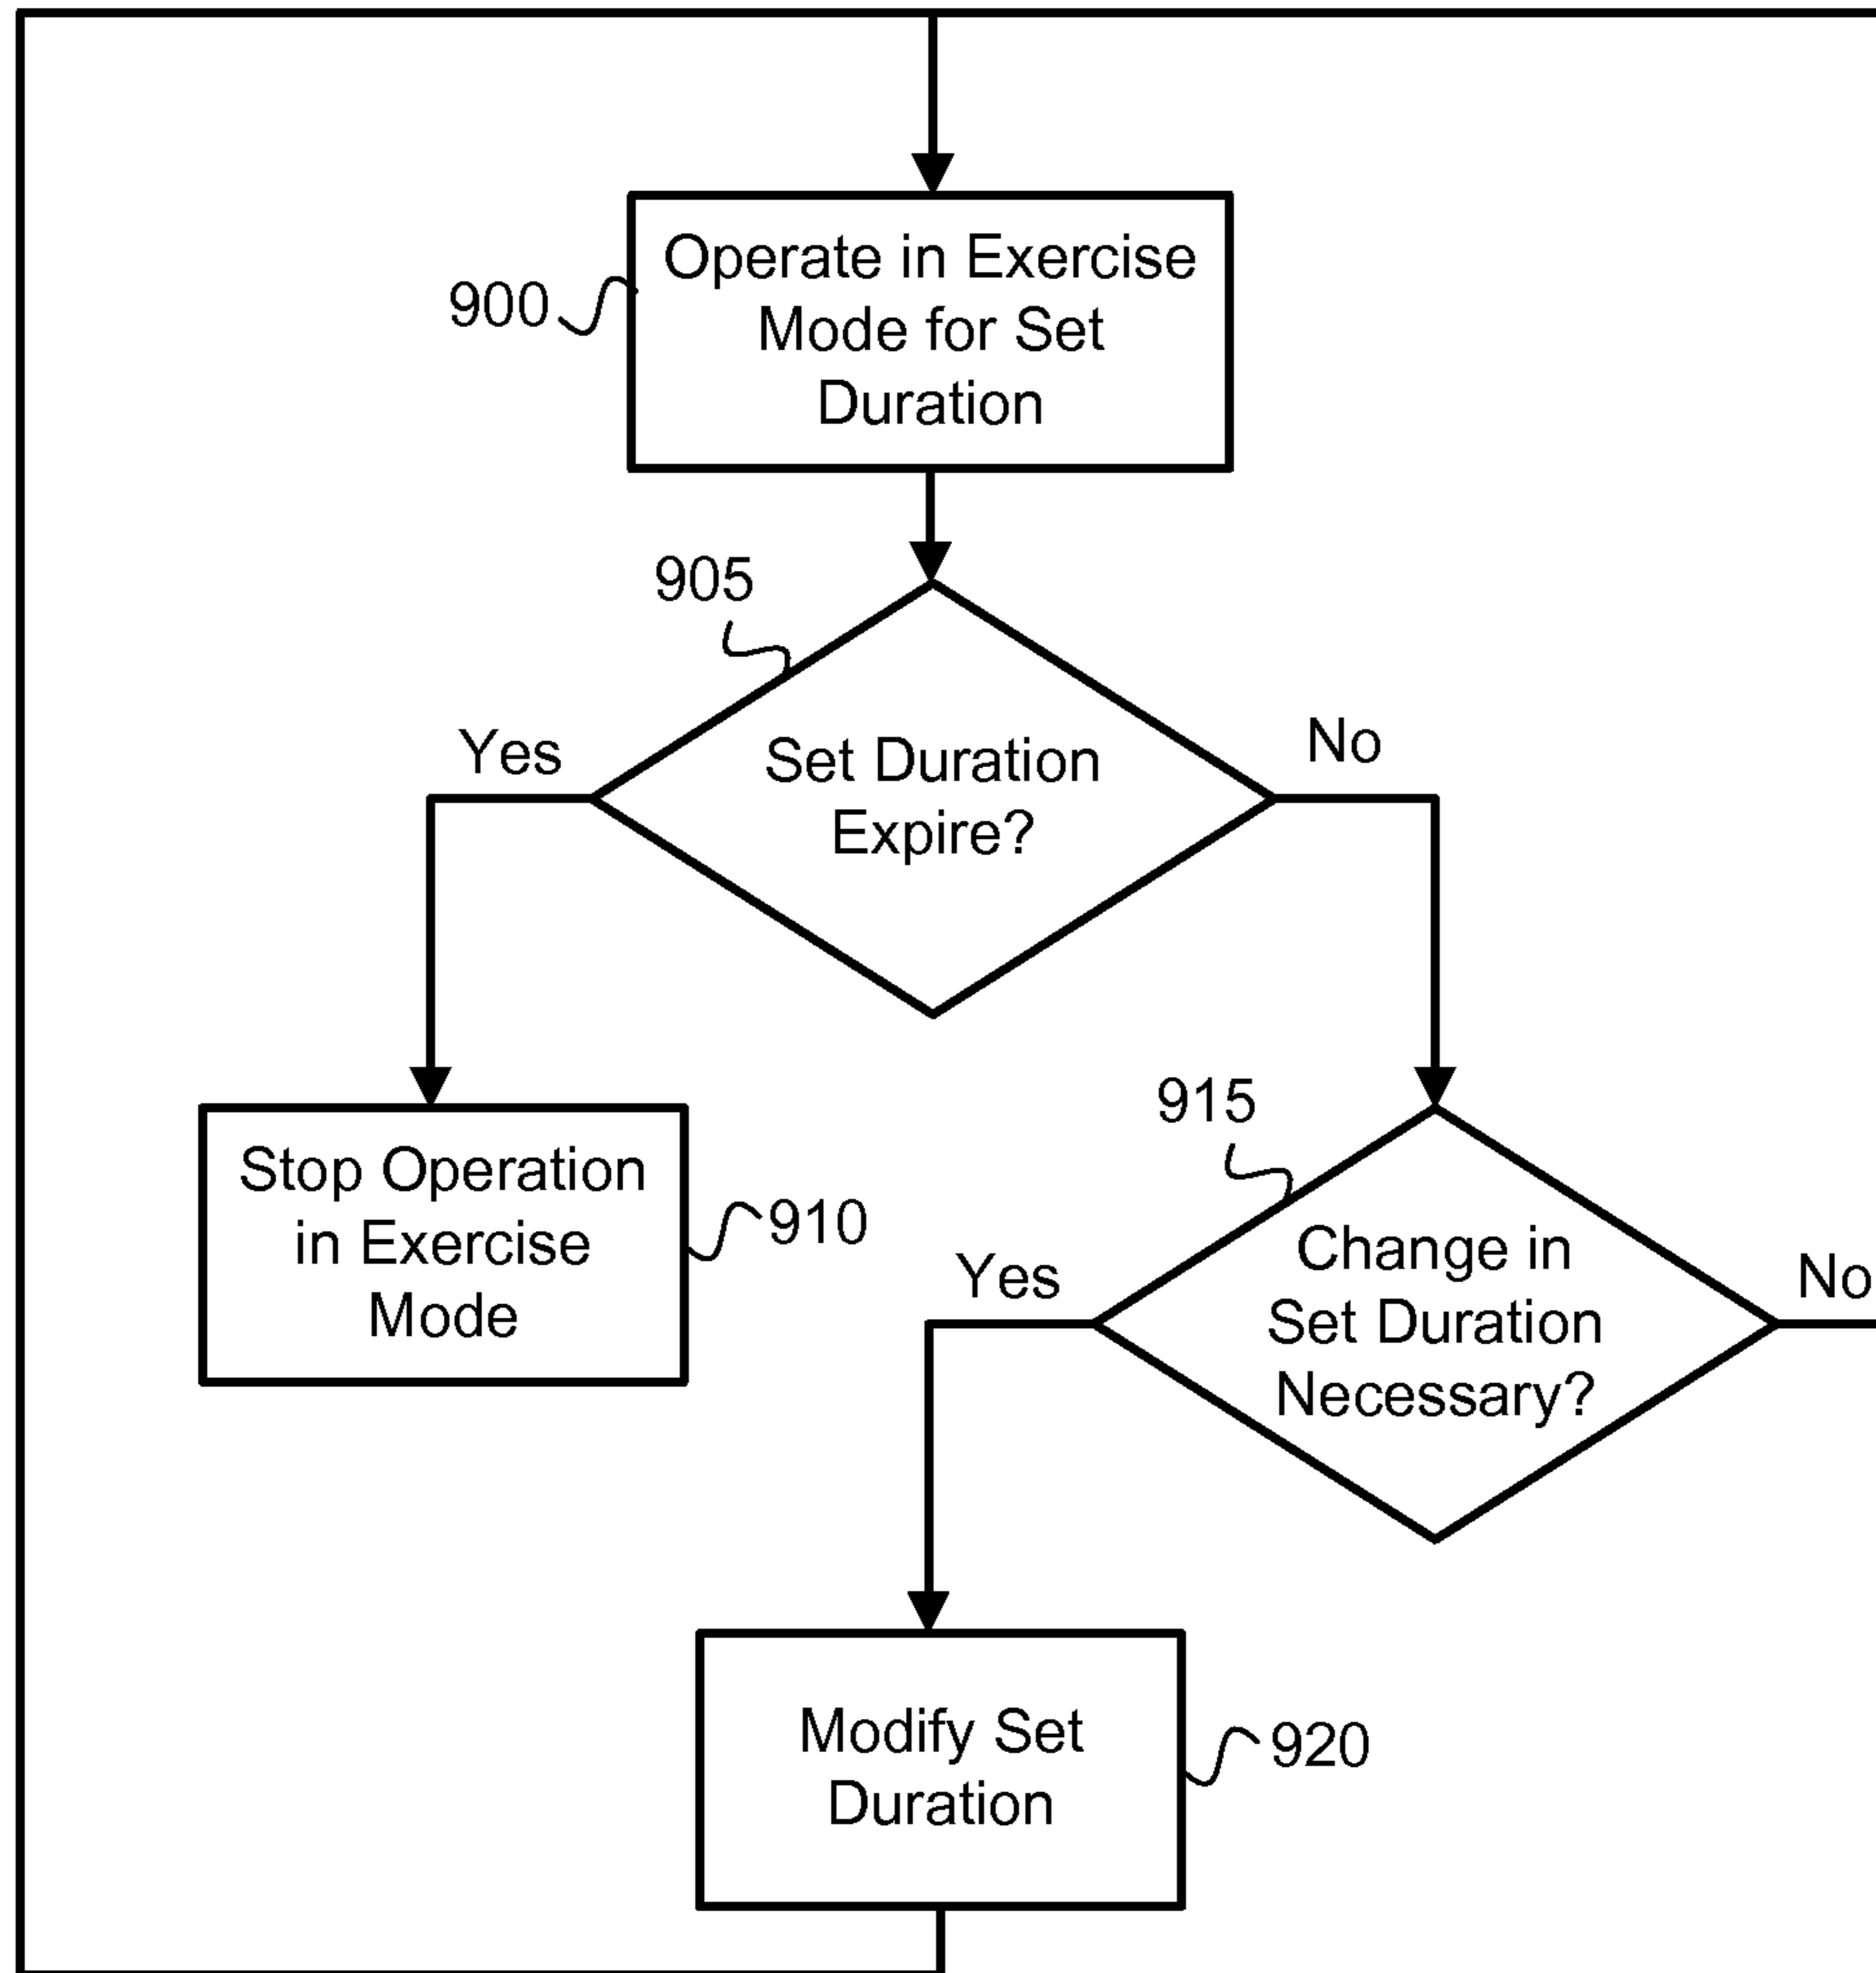 Operate in Exercise
Mode for Set
Duration
900
905
Yes
Set Duration
Expire?
No
Stop Operation
in Exercise
Mode
910
915
Yes
Change in
Set Duration
Necessary?
No
Modify Set
Duration
920